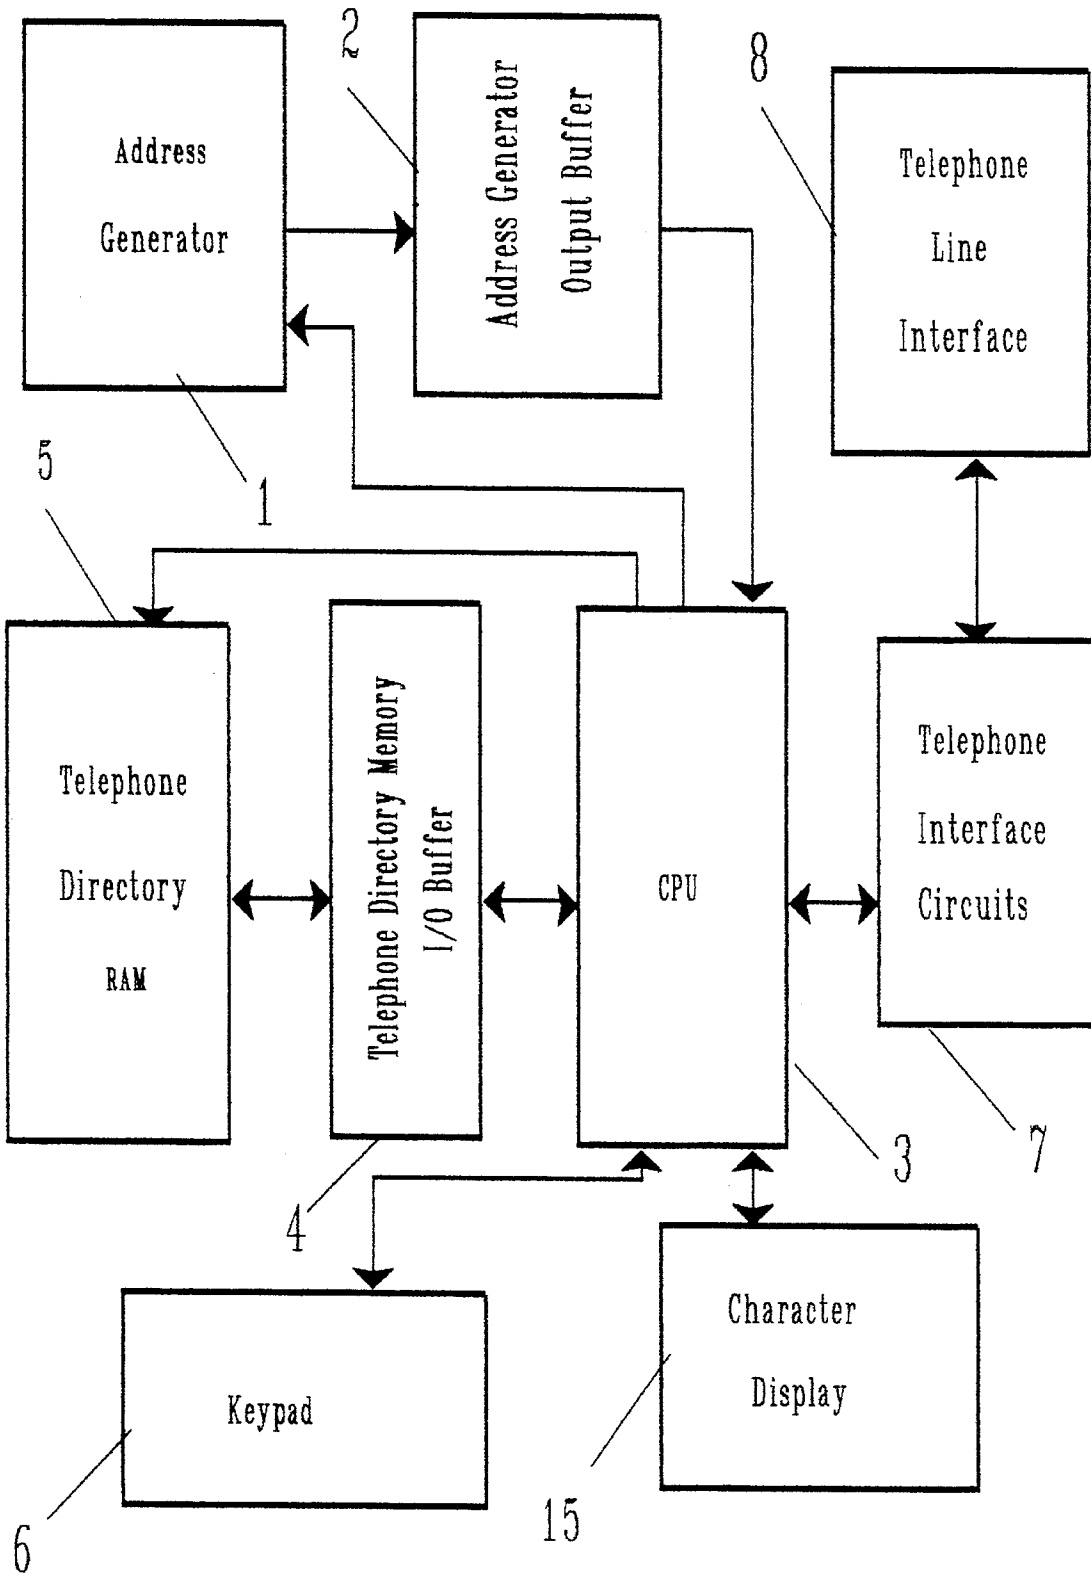 Address
Generator
1
2
Address Generator
Output Buffer
8
Telephone
Line
Interface
5
Telephone
Directory
RAM
Telephone Directory Memory
I/O Buffer
4
CPU
3
Telephone
Interface
Circuits
7
Keypad
6
Character
Display
15